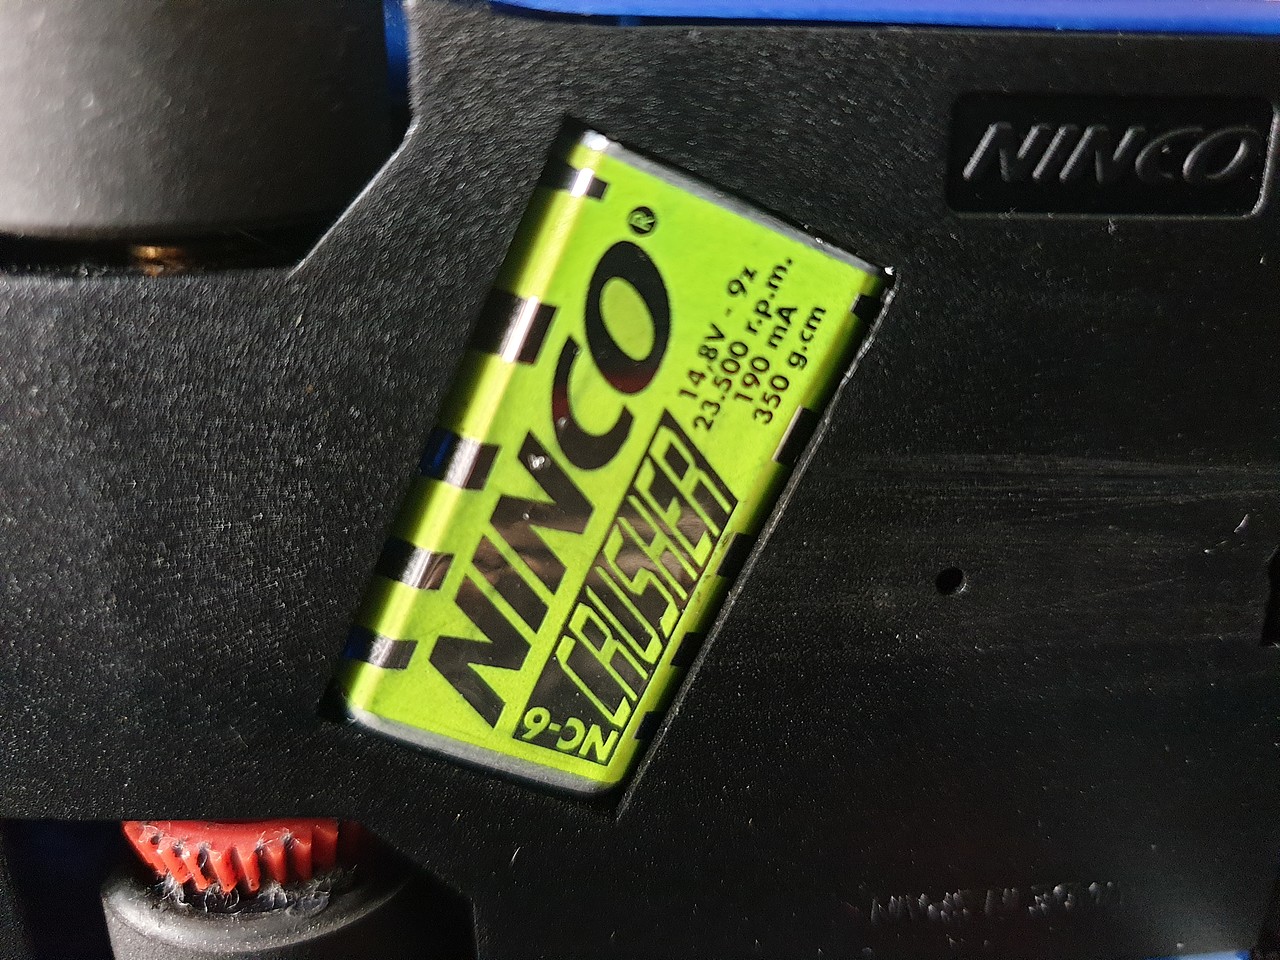 NINCO
NINCO®
14,8V - 9z
23.500 r.p.m.
190 mA
350 g.cm
NC-6 CRUSHER